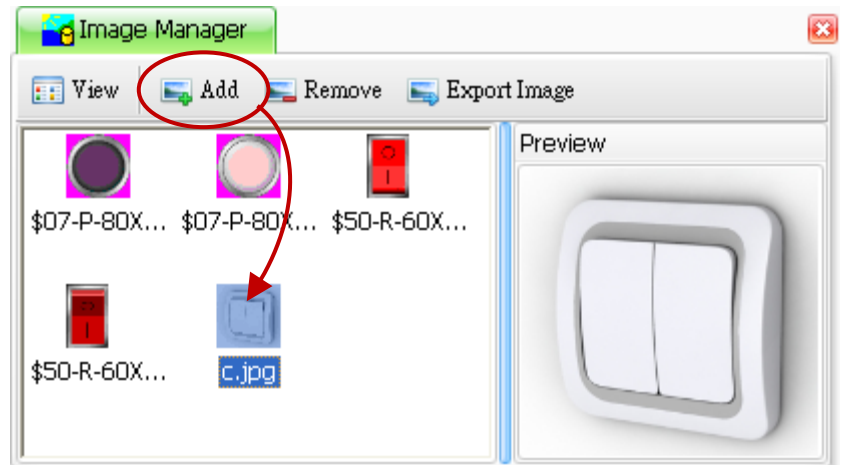 Image Manager
View Add Remove Export Image
Preview
$07-P-80X... $07-P-80X... $50-R-60X...
$50-R-60X... c.jpg